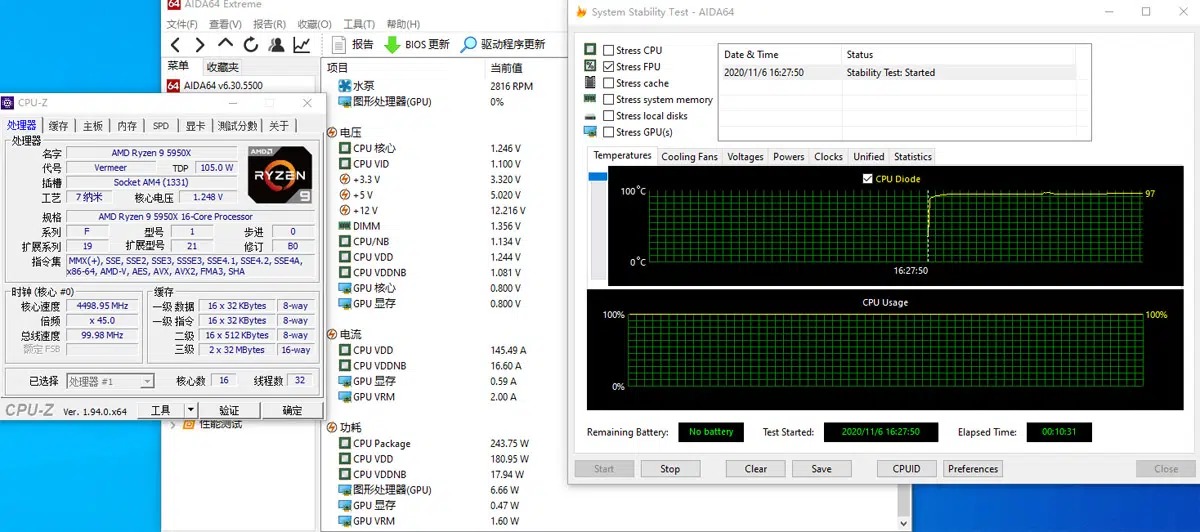 64 AIDA64 Extreme
文件(F) 查看(V) 报告(R) 收藏(O) 工具(T) 帮助(H)
报告 BIOS 更新 驱动程序更新
菜单 收藏夹
64 AIDA64 v6.30.5500
性能测试
项目 当前值
水泵 2816 RPM
图形处理器(GPU) 0%
电压
CPU 核心 1.246 V
CPU VID 1.100 V
+3.3 V 3.320 V
+5 V 5.020 V
+12 V 12.216 V
DIMM 1.356 V
CPU/NB 1.134 V
CPU VDD 1.244 V
CPU VDDNB 1.081 V
GPU 核心 0.800 V
GPU 显存 0.800 V
电流
CPU VDD 145.49 A
CPU VDDNB 16.60 A
GPU 显存 0.59 A
GPU VRM 2.00 A
功耗
CPU Package 243.75 W
CPU VDD 180.95 W
CPU VDDNB 17.94 W
图形处理器(GPU) 6.66 W
GPU 显存 0.47 W
GPU VRM 1.60 W
CPU-Z
处理器 缓存 主板 内存 SPD 显卡 測試分數 关于
处理器
名字 AMD Ryzen 9 5950X
代号 Vermeer TDP 105.0 W
插槽 Socket AM4 (1331)
工艺 7 纳米 核心电压 1.248 V
AMD RYZEN 9
规格 AMD Ryzen 9 5950X 16-Core Processor
系列 F 型号 1 步进 0
扩展系列 19 扩展型号 21 修订 B0
指令集 MMX(+), SSE, SSE2, SSE3, SSSE3, SSE4.1, SSE4.2, SSE4A,
x86-64, AMD-V, AES, AVX, AVX2, FMA3, SHA
时钟 (核心 #0)
核心速度 4498.95 MHz
倍频 x 45.0
总线速度 99.98 MHz
额定 FSB
缓存
一级 数据 16 x 32 KBytes 8-way
一级 指令 16 x 32 KBytes 8-way
二级 16 x 512 KBytes 8-way
三级 2 x 32 MBytes 16-way
已选择 处理器 #1 核心数 16 线程数 32
CPU-Z Ver. 1.94.0.x64 工具 验证 确定
System Stability Test - AIDA64
Stress CPU
Stress FPU
Stress cache
Stress system memory
Stress local disks
Stress GPU(s)
Date & Time Status
2020/11/6 16:27:50 Stability Test: Started
Temperatures Cooling Fans Voltages Powers Clocks Unified Statistics
CPU Diode
100°C
97
0°C
16:27:50
CPU Usage
100% 100%
0%
Remaining Battery: No battery Test Started: 2020/11/6 16:27:50 Elapsed Time: 00:10:31
Start Stop Clear Save CPUID Preferences Close